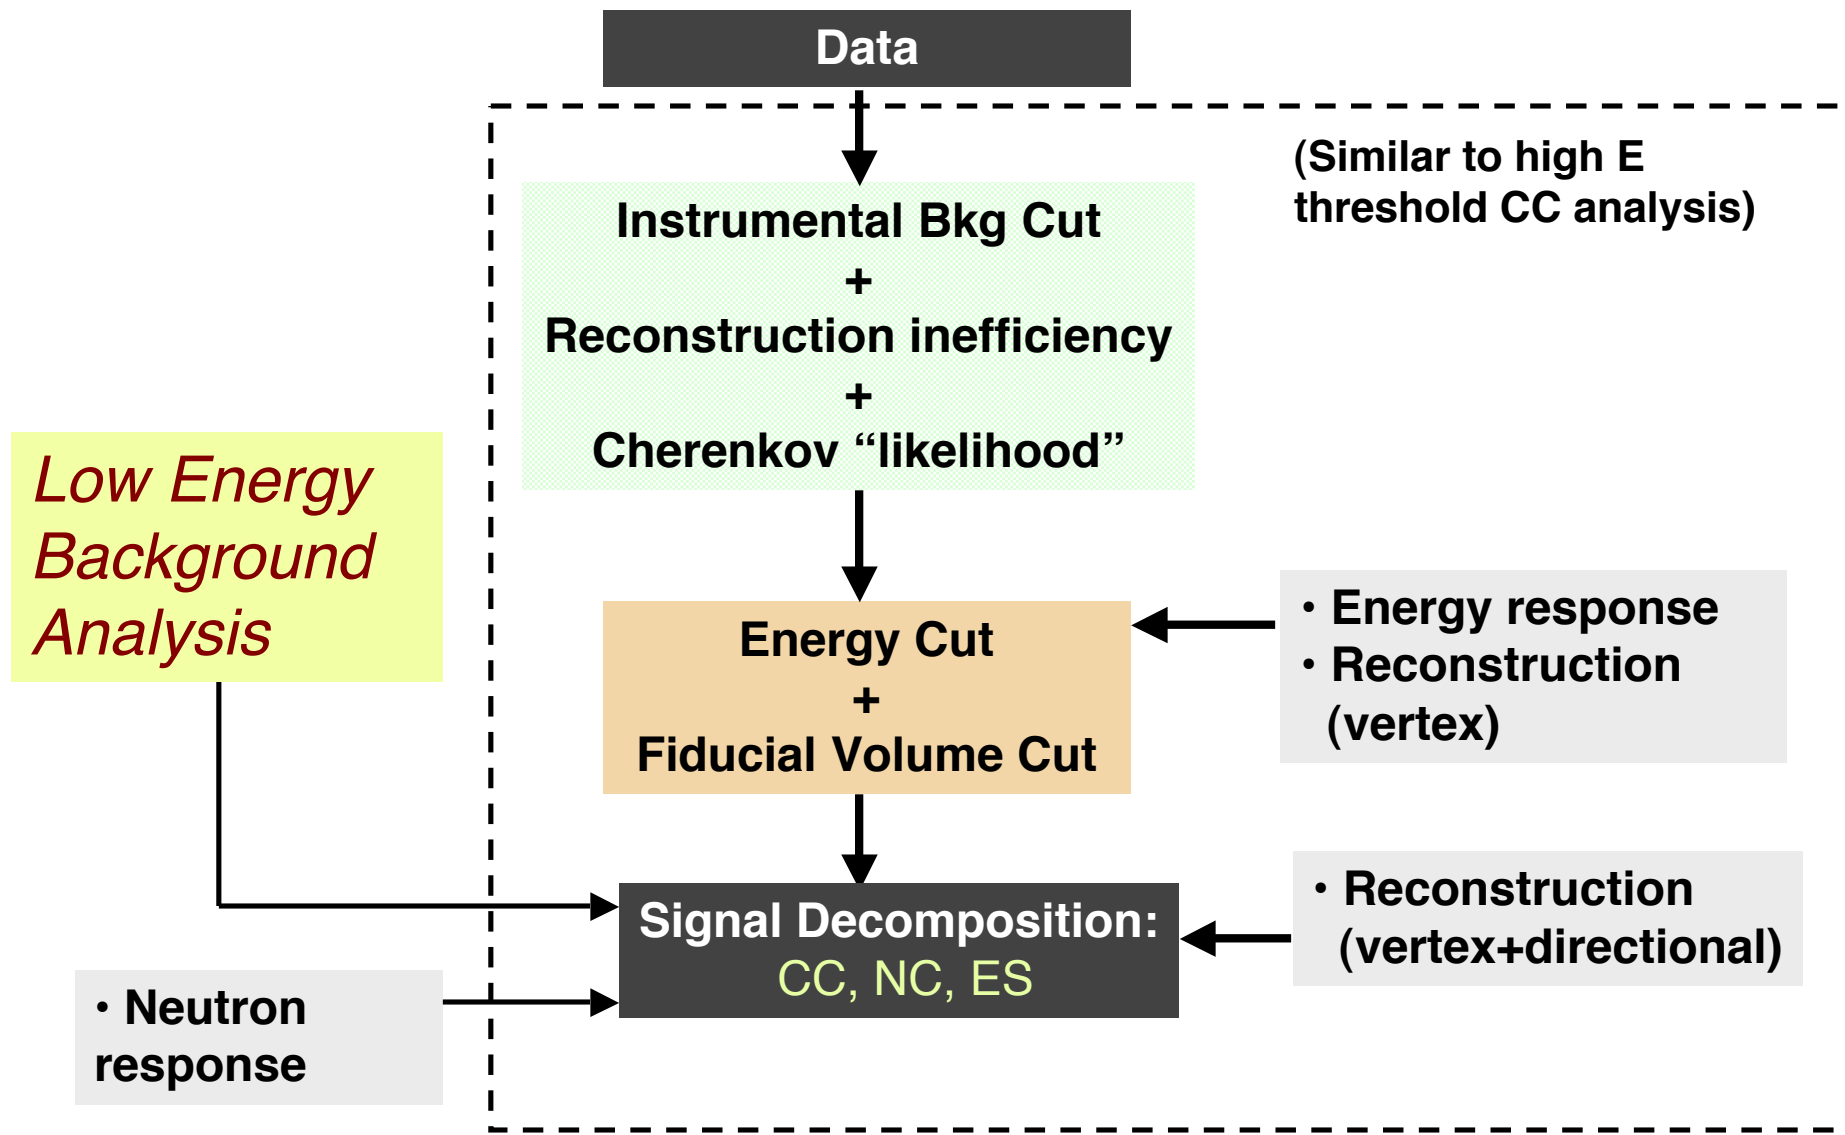 Data
(Similar to high E
threshold CC analysis)
Instrumental Bkg Cut
+
Reconstruction inefficiency
+
Cherenkov “likelihood”
Low Energy
Background
Analysis
Energy Cut
+
Fiducial Volume Cut
• Energy response
• Reconstruction
(vertex)
Signal Decomposition:
CC, NC, ES
• Reconstruction
(vertex+directional)
• Neutron
response